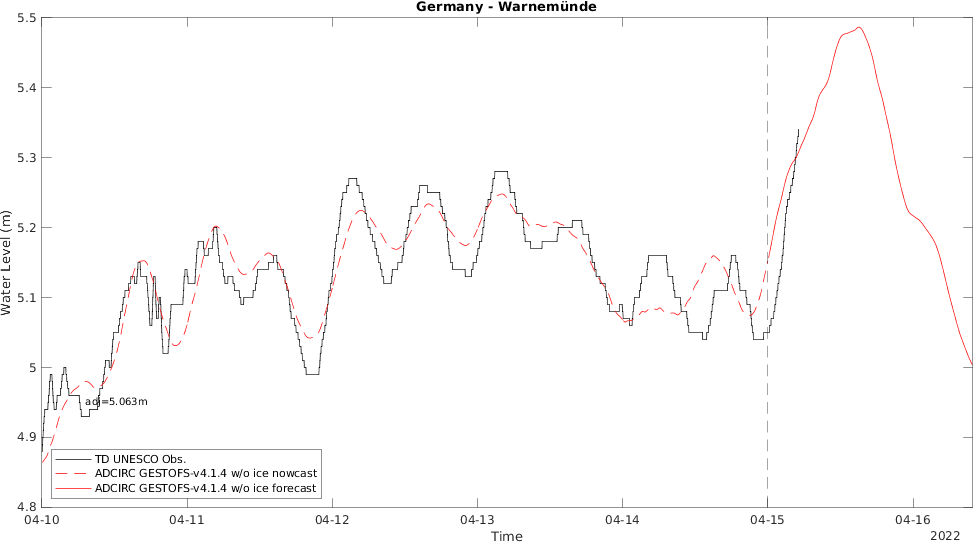 Germany - Warnemünde
5.5
5.4
5.3
5.2
5.1
5
4.9
4.8
Water Level (m)
adj=5.063m
TD UNESCO Obs.
ADCIRC GESTOFS-v4.1.4 w/o ice nowcast
ADCIRC GESTOFS-v4.1.4 w/o ice forecast
04-10 04-11 04-12 04-13 04-14 04-15 04-16
Time
2022